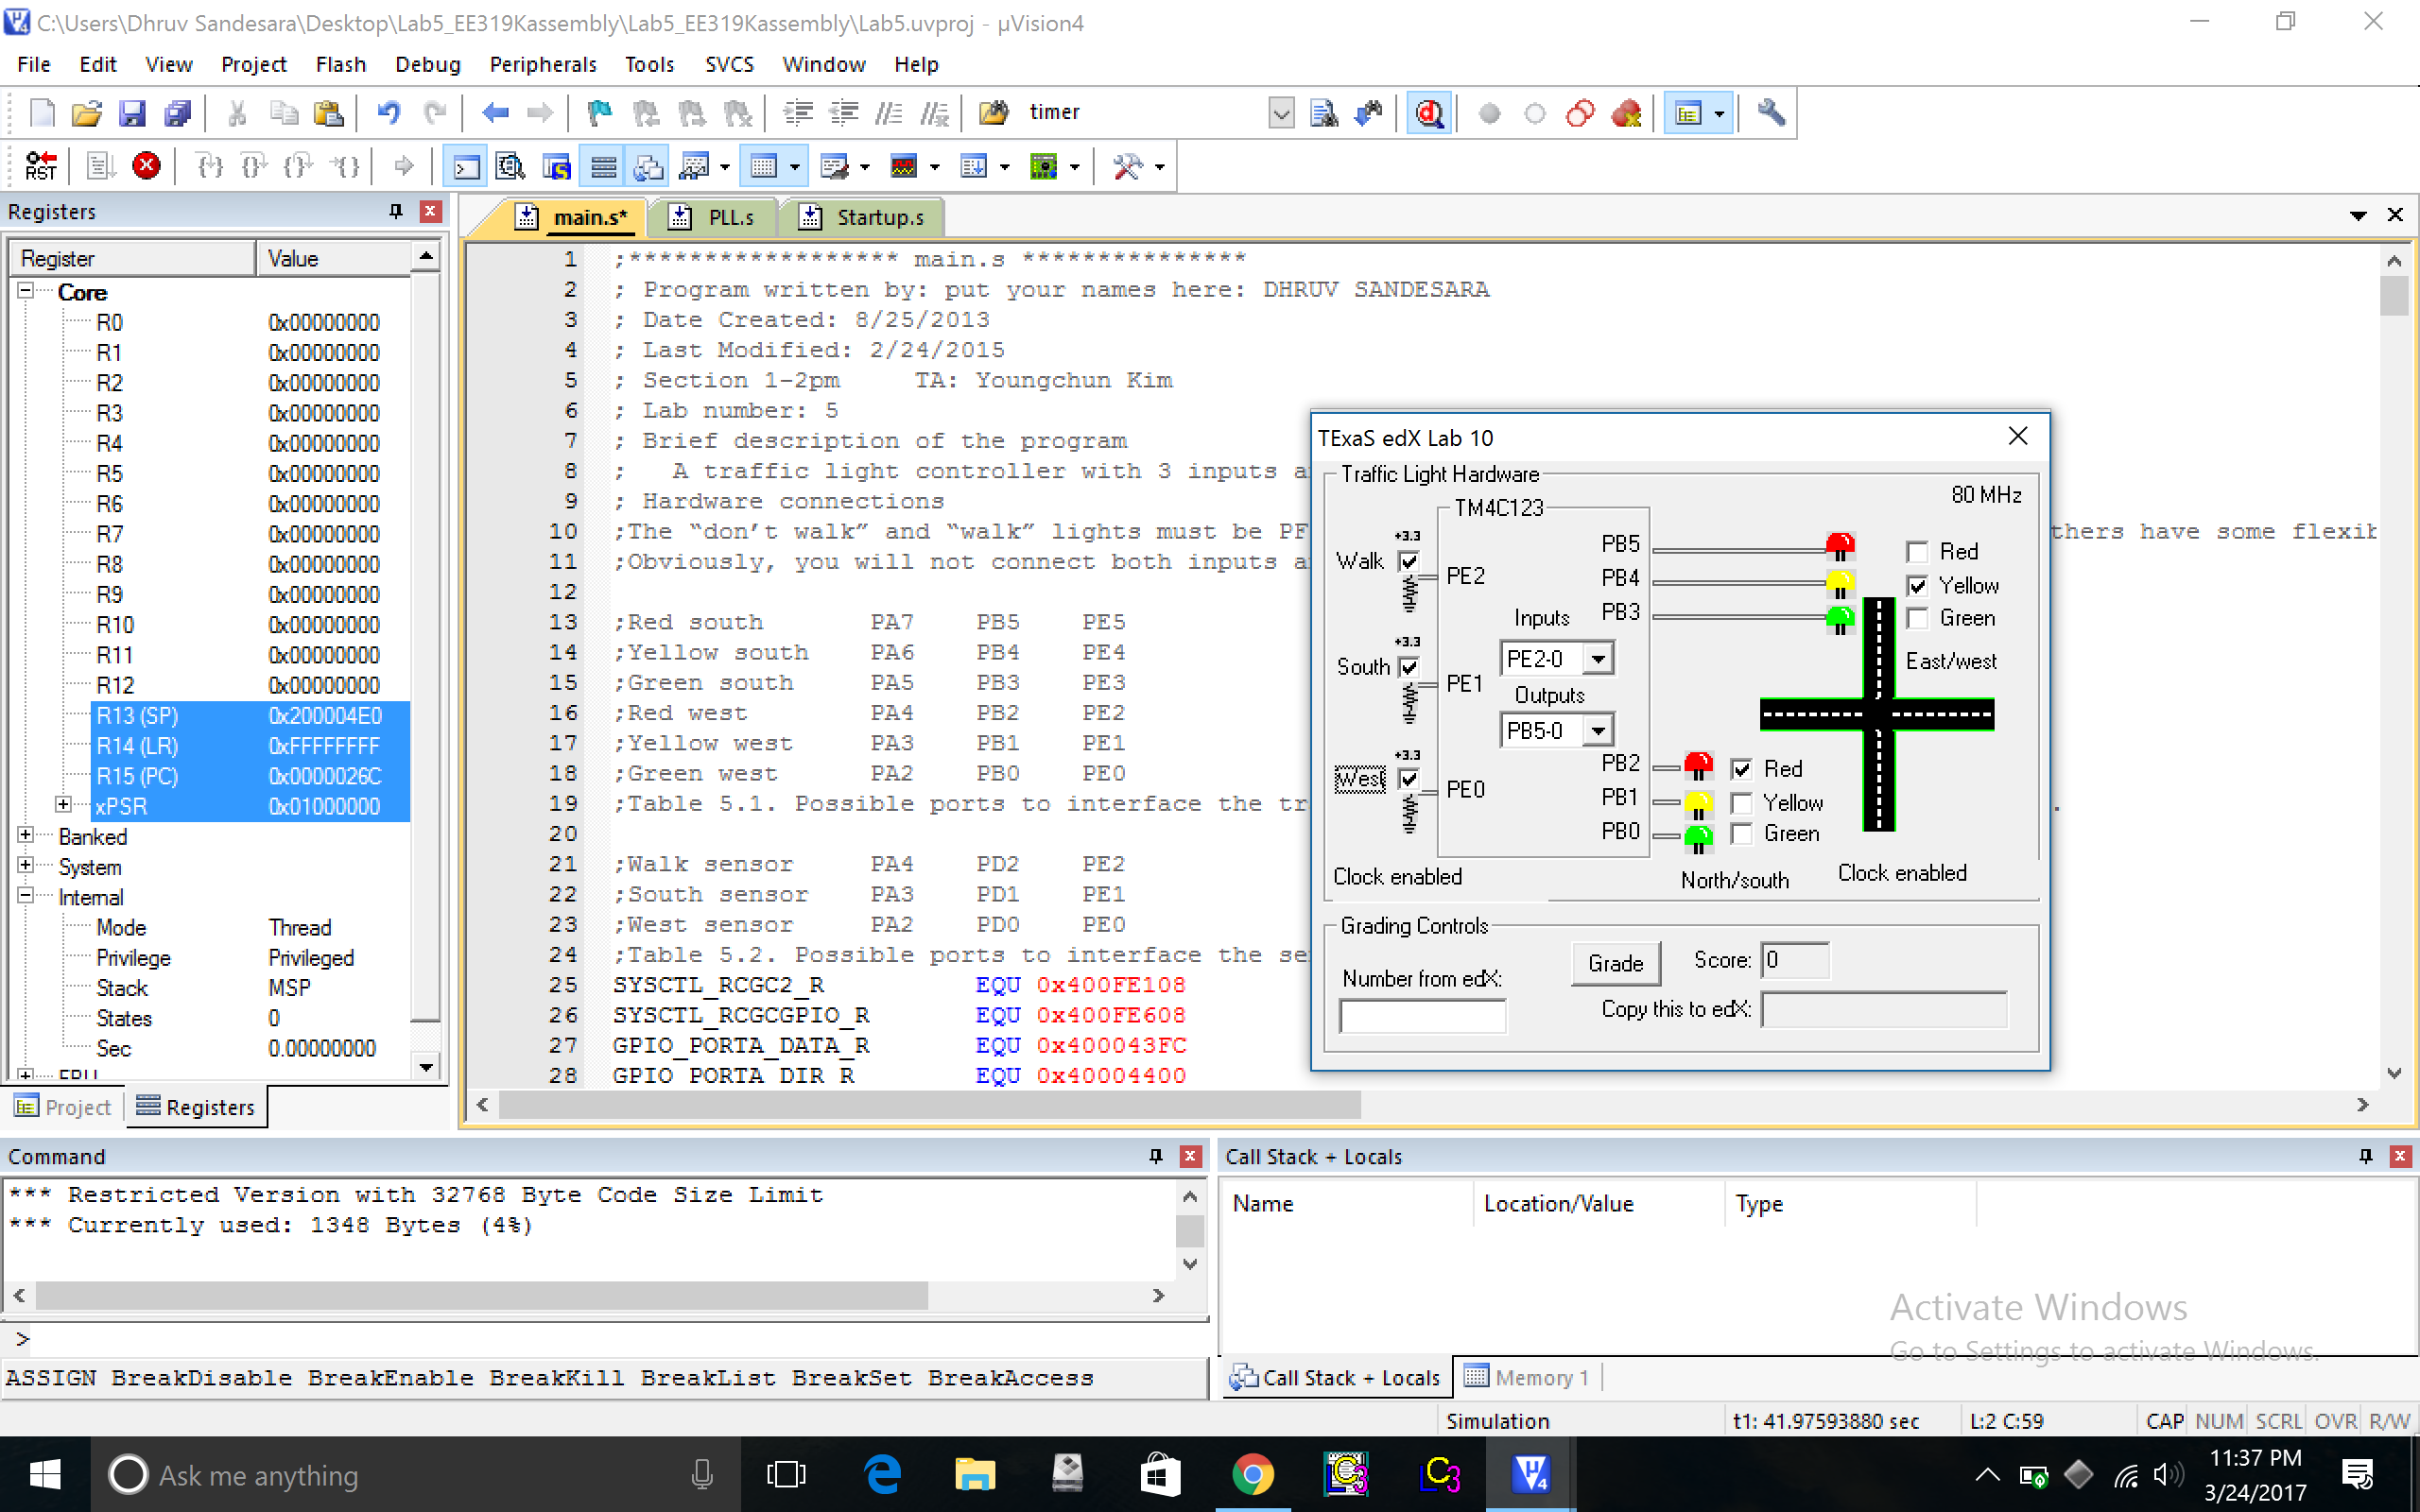 C:\Users\Dhruv Sandesara\Desktop\Lab5_EE319Kassembly\Lab5_EE319Kassembly\Lab5.uvproj - µVision4
File Edit View Project Flash Debug Peripherals Tools SVCS Window Help
timer
RST
Registers
main.s* PLL.s Startup.s
Register Value
Core
R0 0x00000000
R1 0x00000000
R2 0x00000000
R3 0x00000000
R4 0x00000000
R5 0x00000000
R6 0x00000000
R7 0x00000000
R8 0x00000000
R9 0x00000000
R10 0x00000000
R11 0x00000000
R12 0x00000000
R13 (SP) 0x200004E0
R14 (LR) 0xFFFFFFFF
R15 (PC) 0x0000026C
xPSR 0x01000000
Banked
System
Internal
Mode Thread
Privilege Privileged
Stack MSP
States 0
Sec 0.00000000
FPU
Project Registers
1 ;****************** main.s ***************
2 ; Program written by: put your names here: DHRUV SANDESARA
3 ; Date Created: 8/25/2013
4 ; Last Modified: 2/24/2015
5 ; Section 1-2pm     TA: Youngchun Kim
6 ; Lab number: 5
7 ; Brief description of the program
8 ;   A traffic light controller with 3 inputs a
9 ; Hardware connections
10 ;The “don’t walk” and “walk” lights must be PF thers have some flexib
11 ;Obviously, you will not connect both inputs a
12
13 ;Red south       PA7    PB5    PE5
14 ;Yellow south    PA6    PB4    PE4
15 ;Green south     PA5    PB3    PE3
16 ;Red west        PA4    PB2    PE2
17 ;Yellow west     PA3    PB1    PE1
18 ;Green west      PA2    PB0    PE0
19 ;Table 5.1. Possible ports to interface the tr .
20
21 ;Walk sensor     PA4    PD2    PE2
22 ;South sensor    PA3    PD1    PE1
23 ;West sensor     PA2    PD0    PE0
24 ;Table 5.2. Possible ports to interface the se
25 SYSCTL_RCGC2_R          EQU 0x400FE108
26 SYSCTL_RCGCGPIO_R       EQU 0x400FE608
27 GPIO_PORTA_DATA_R       EQU 0x400043FC
28 GPIO_PORTA_DIR_R        EQU 0x40004400
TExaS edX Lab 10
Traffic Light Hardware
80 MHz
TM4C123
+3.3
Walk PE2
+3.3
South PE1
+3.3
West PE0
Inputs
PE2-0
Outputs
PB5-0
PB5 Red
PB4 Yellow
PB3 Green
East/west
PB2 Red
PB1 Yellow
PB0 Green
North/south
Clock enabled
Clock enabled
Grading Controls
Number from edX:
Grade
Score: 0
Copy this to edX:
Command
*** Restricted Version with 32768 Byte Code Size Limit
*** Currently used: 1348 Bytes (4%)
>
ASSIGN BreakDisable BreakEnable BreakKill BreakList BreakSet BreakAccess
Call Stack + Locals
Name Location/Value Type
Activate Windows
Go to Settings to activate Windows.
Call Stack + Locals Memory 1
Simulation t1: 41.97593880 sec L:2 C:59 CAP NUM SCRL OVR R/W
Ask me anything
LC3
11:37 PM
3/24/2017